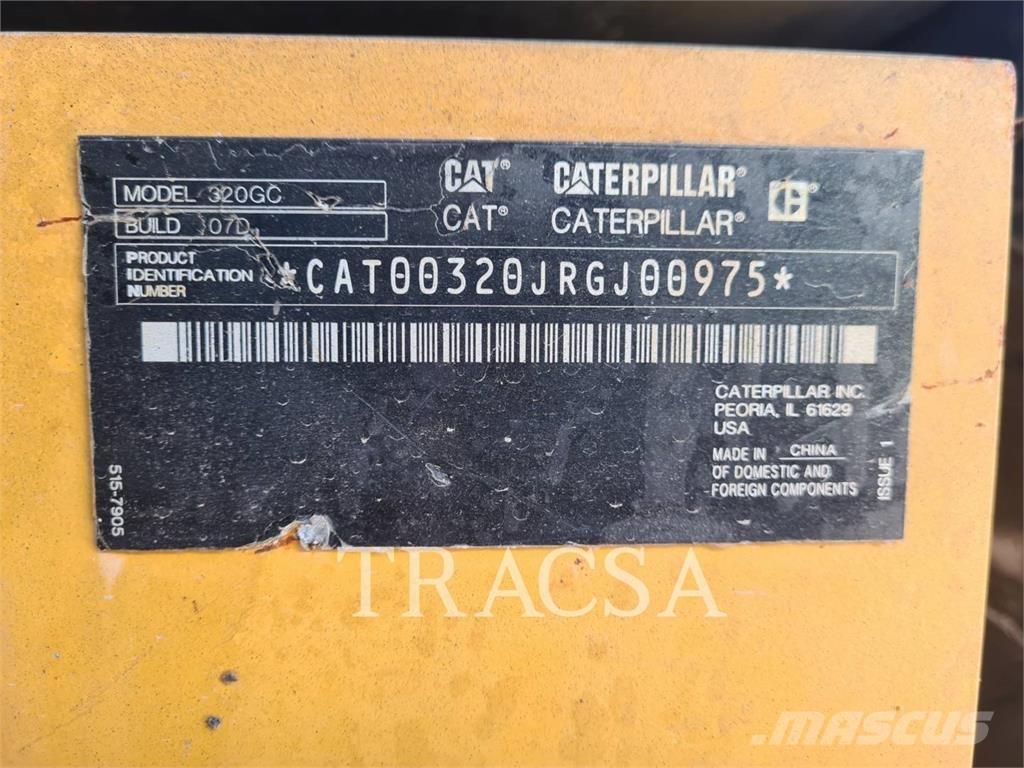 MODEL 320GC
BUILD 07D
CAT® CATERPILLAR®
CAT® CATERPILLAR®
PRODUCT
IDENTIFICATION
NUMBER
*CAT00320JRGJ00975*
CATERPILLAR INC.
PEORIA, IL 61629
USA
MADE IN CHINA
OF DOMESTIC AND
FOREIGN COMPONENTS
ISSUE 1
515-7905
TRACSA
MASCUS